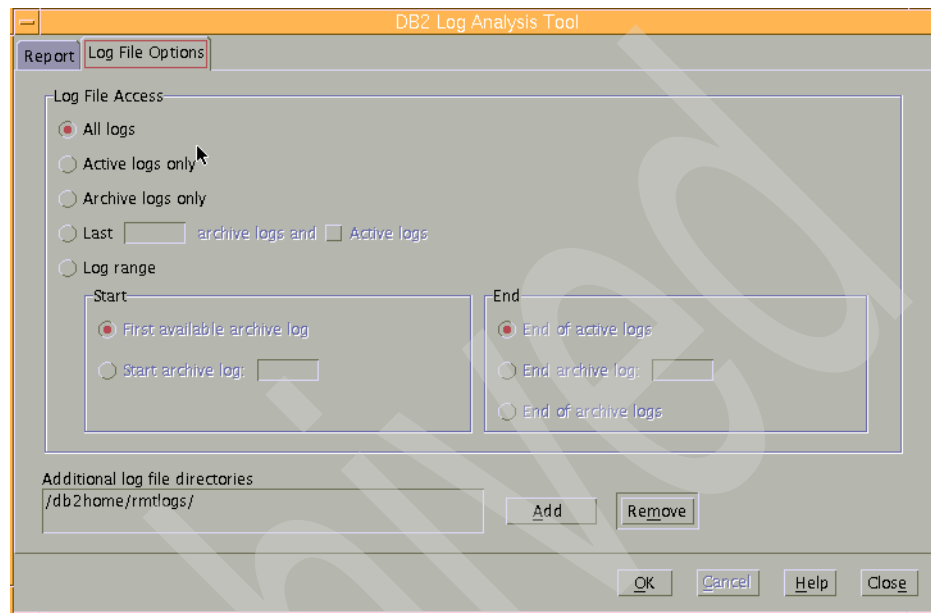 DB2 Log Analysis Tool
Report Log File Options
Log File Access
All logs
Active logs only
Archive logs only
Last archive logs and Active logs
Log range
Start
First available archive log
Start archive log:
End
End of active logs
End archive log:
End of archive logs
Additional log file directories
/db2home/rmtlogs/
Add Remove
OK Cancel Help Close
hived